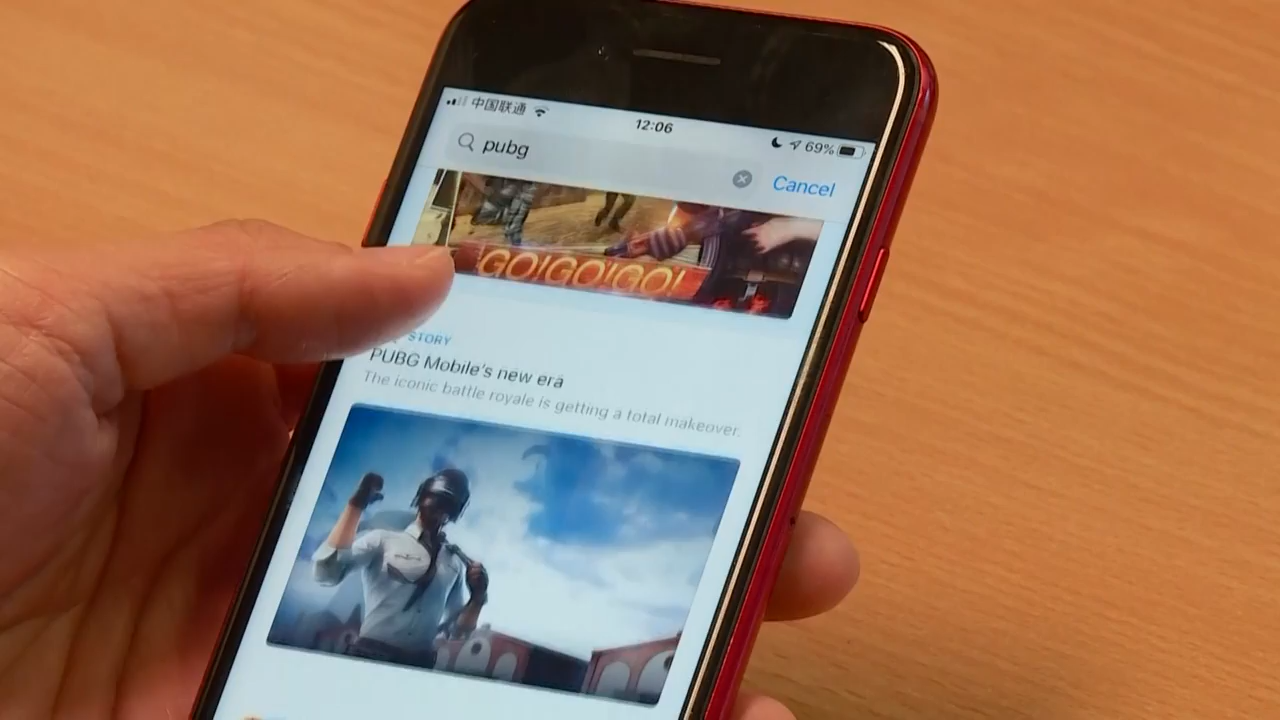 中国联通
12:06
69%
pubg
Cancel
GO!GO!GO!
STORY
PUBG Mobile's new era
The iconic battle royale is getting a total makeover.